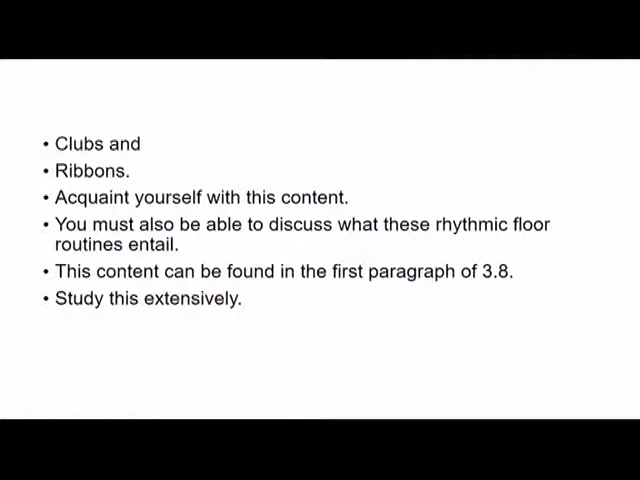 • Clubs and
• Ribbons.
• Acquaint yourself with this content.
• You must also be able to discuss what these rhythmic floor
routines entail.
• This content can be found in the first paragraph of 3.8.
• Study this extensively.